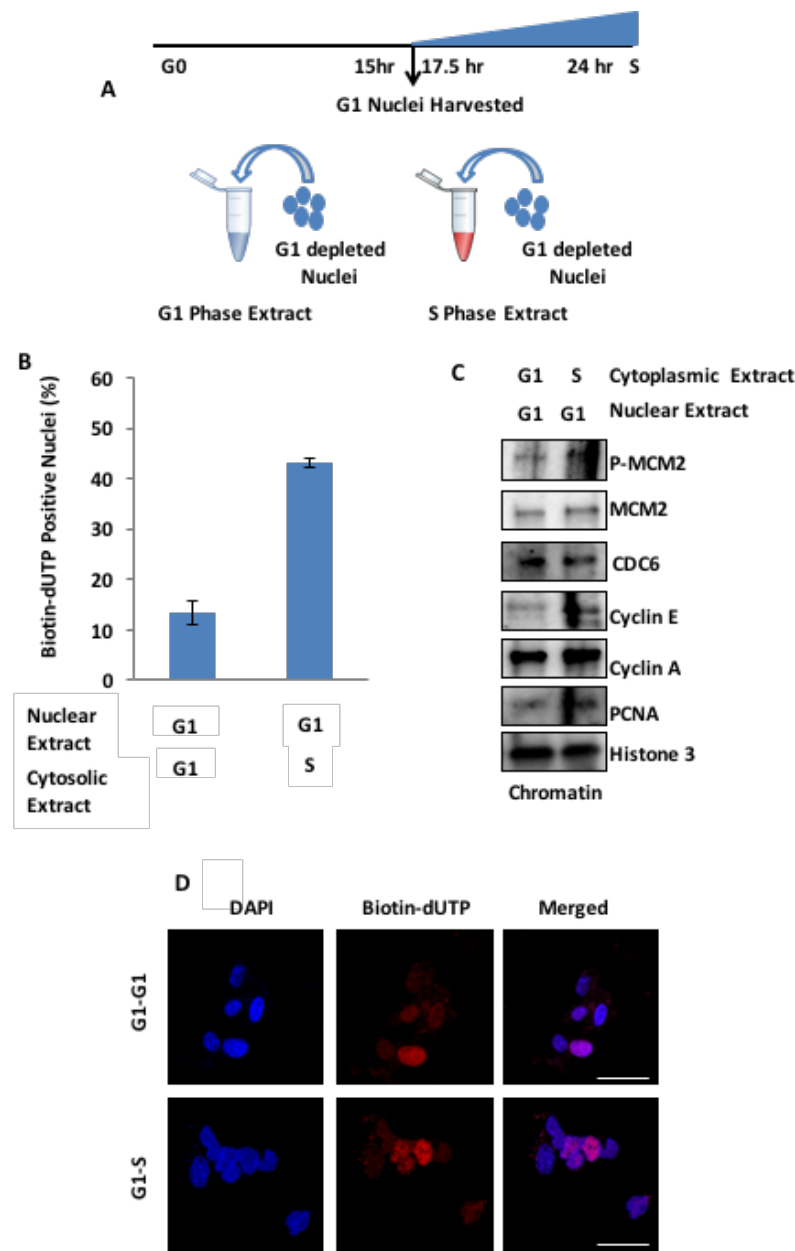 G0 15hr 17.5 hr 24 hr S
A
G1 Nuclei Harvested
G1 depleted
Nuclei
G1 depleted
Nuclei
G1 Phase Extract
S Phase Extract
B
Biotin-dUTP Positive Nuclei (%)
60
50
40
30
20
10
0
Nuclear
Extract
G1 G1
Cytosolic
Extract
G1 S
C
G1 S Cytoplasmic Extract
G1 G1 Nuclear Extract
P-MCM2
MCM2
CDC6
Cyclin E
Cyclin A
PCNA
Histone 3
Chromatin
D
DAPI Biotin-dUTP Merged
G1-G1
G1-S